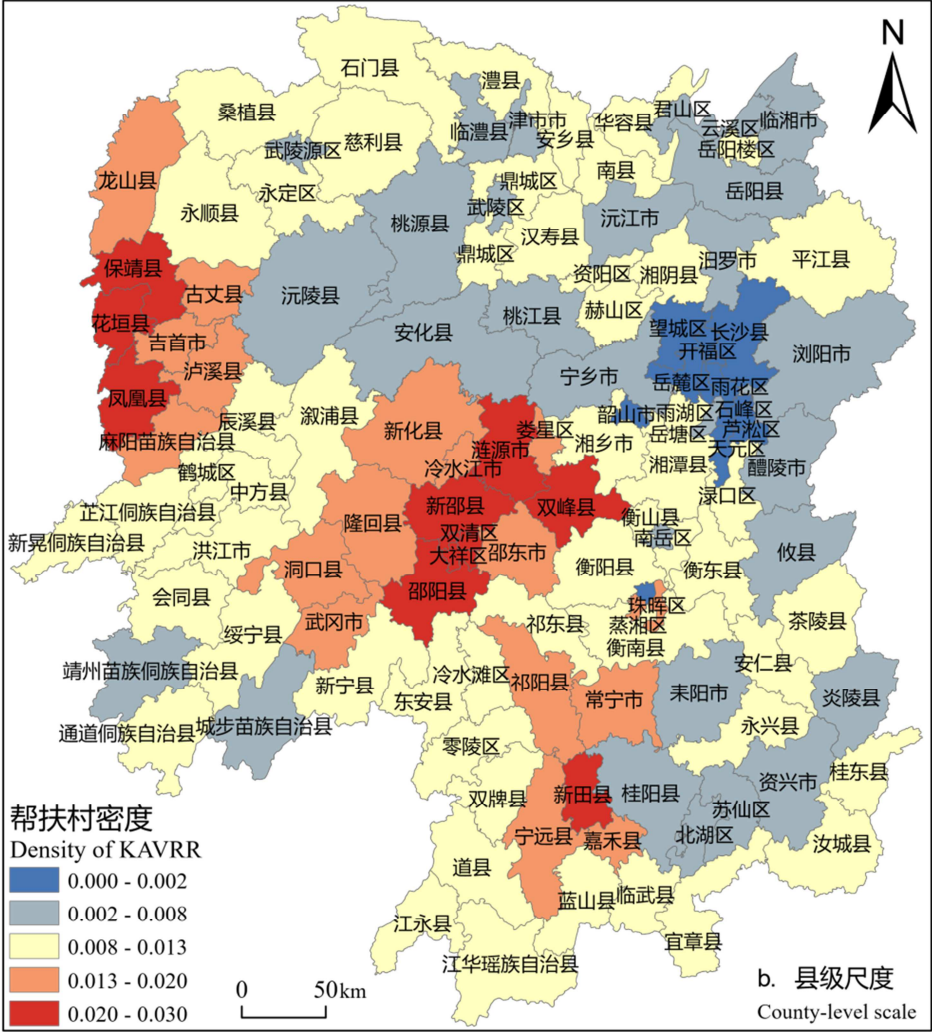 N
石门县
澧县
桑植县
君山区
华容县
津市市
临湘市
云溪区
临澧县
安乡县
慈利县
武陵源区
岳阳楼区
南县
龙山县
鼎城区
永定区
岳阳县
武陵区
永顺县
沅江市
桃源县
汉寿县
鼎城区
汨罗市
平江县
保靖县
资阳区
湘阴县
古丈县
沅陵县
赫山区
桃江县
花垣县
望城区
长沙县
安化县
吉首市
开福区
浏阳市
泸溪县
宁乡市
岳麓区
雨花区
凤凰县
韶山市
雨湖区
石峰区
溆浦县
辰溪县
新化县
娄星区
芦淞区
岳塘区
麻阳苗族自治县
湘乡市
涟源市
天元区
冷水江市
湘潭县
醴陵市
鹤城区
中方县
渌口区
新邵县
双峰县
芷江侗族自治县
衡山县
隆回县
双清区
南岳区
新晃侗族自治县
洪江市
大祥区
邵东市
攸县
衡阳县
洞口县
衡东县
邵阳县
会同县
珠晖区
武冈市
祁东县
蒸湘区
茶陵县
绥宁县
衡南县
安仁县
靖州苗族侗族自治县
冷水滩区
祁阳县
新宁县
耒阳市
常宁市
炎陵县
东安县
城步苗族自治县
永兴县
通道侗族自治县
零陵区
桂东县
资兴市
新田县
桂阳县
双牌县
苏仙区
宁远县
北湖区
嘉禾县
汝城县
道县
临武县
蓝山县
江永县
宜章县
江华瑶族自治县
帮扶村密度
Density of KAVRR
0.000 - 0.002
0.002 - 0.008
0.008 - 0.013
0.013 - 0.020
0.020 - 0.030
0 50km
b. 县级尺度
County-level scale